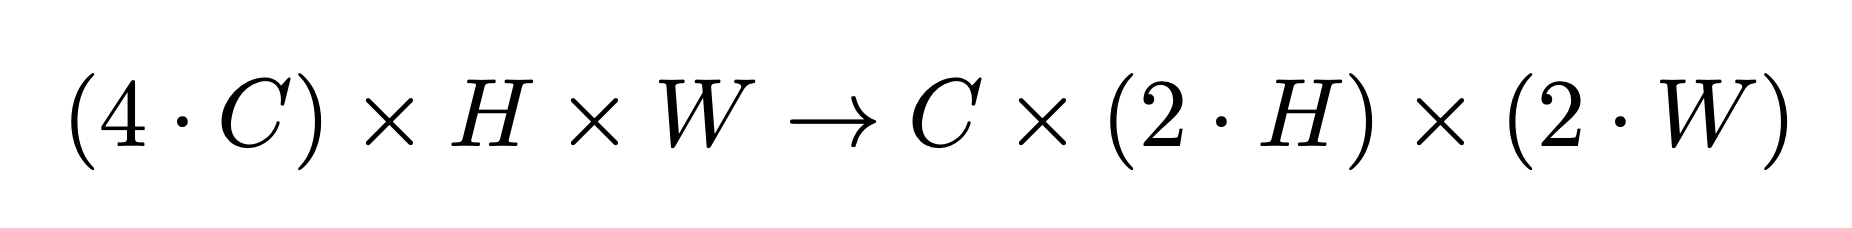 (4 · C) × H × W → C × (2 · H) × (2 · W)